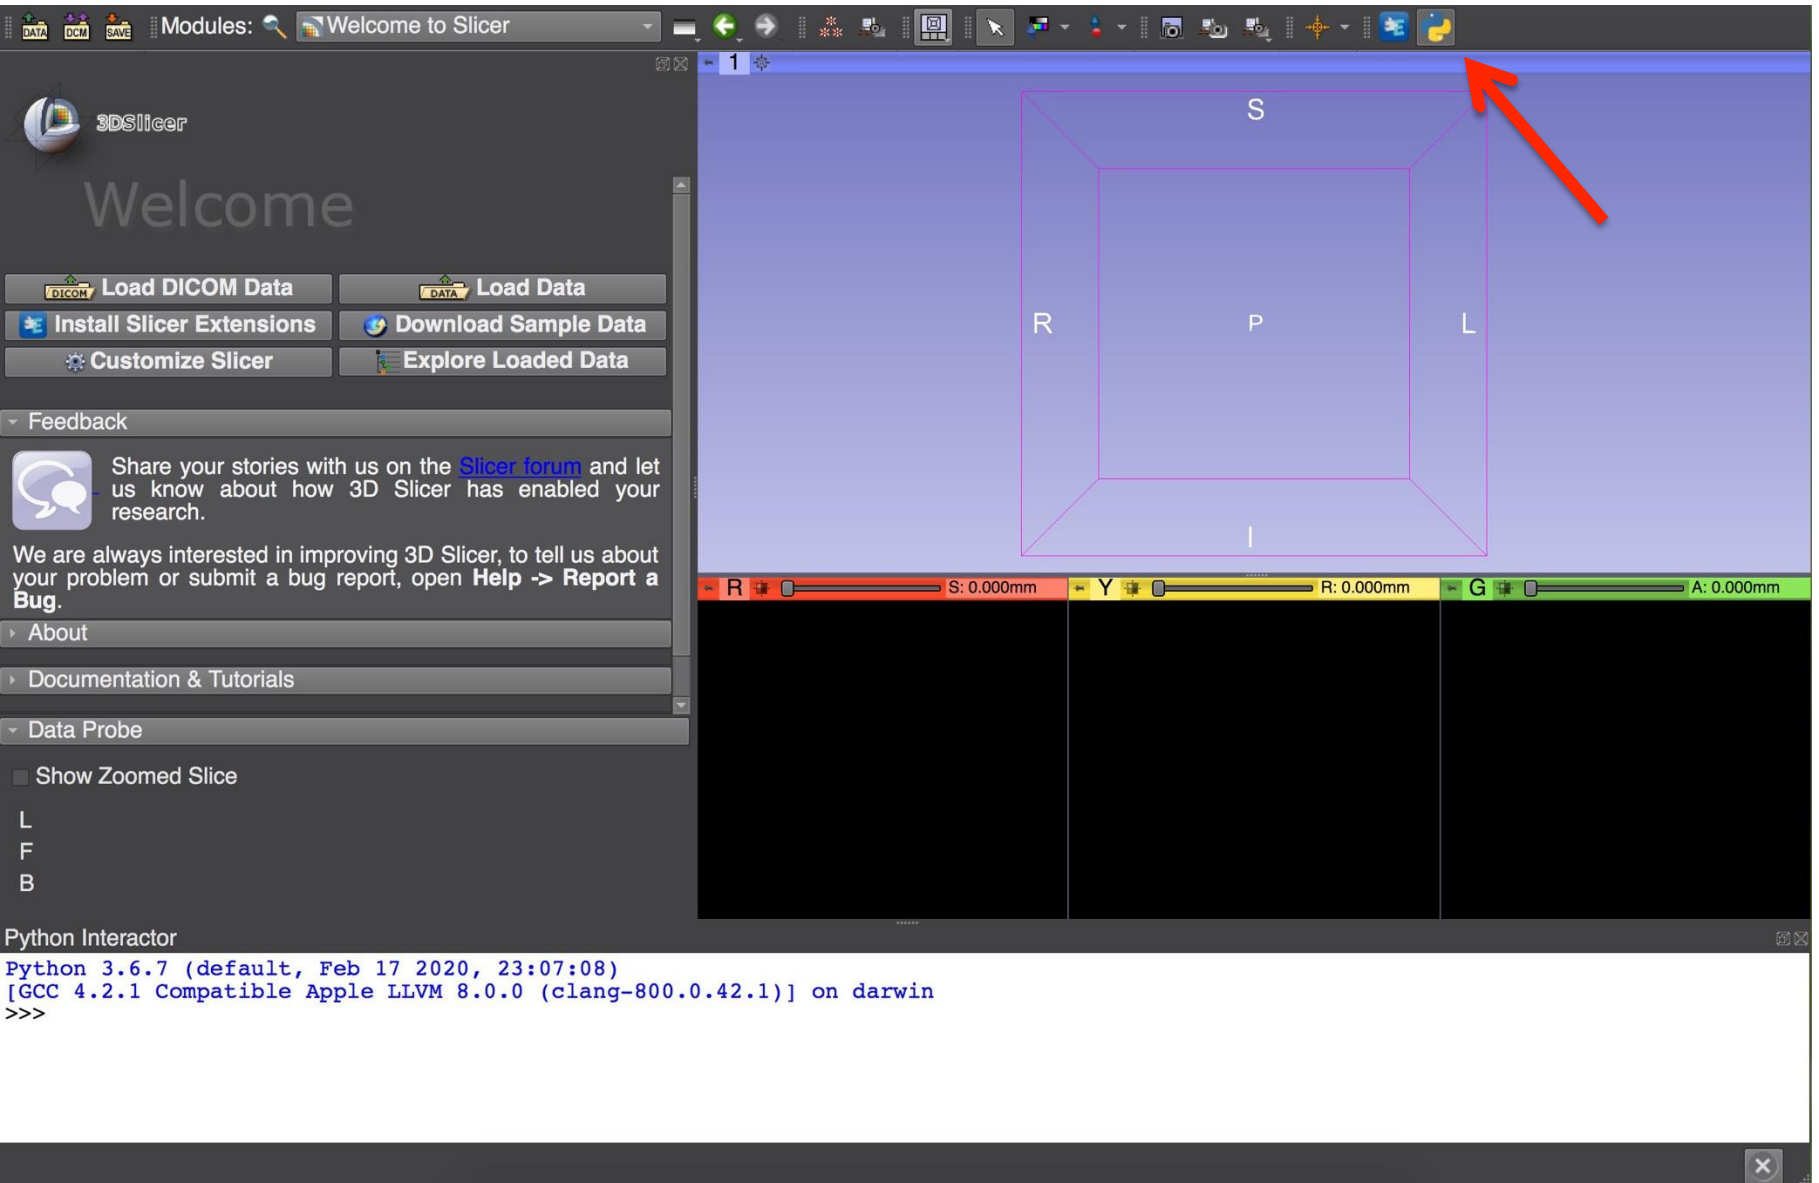 DATA DCM SAVE Modules: Welcome to Slicer
1
3DSlicer
Welcome
DICOM Load DICOM Data DATA Load Data
Install Slicer Extensions Download Sample Data
Customize Slicer Explore Loaded Data
Feedback
Share your stories with us on the Slicer forum and let
us know about how 3D Slicer has enabled your
research.
We are always interested in improving 3D Slicer, to tell us about
your problem or submit a bug report, open Help -> Report a
Bug.
About
Documentation & Tutorials
Data Probe
Show Zoomed Slice
L
F
B
S
R P L
I
R S: 0.000mm Y R: 0.000mm G A: 0.000mm
Python Interactor
Python 3.6.7 (default, Feb 17 2020, 23:07:08)
[GCC 4.2.1 Compatible Apple LLVM 8.0.0 (clang-800.0.42.1)] on darwin
>>>